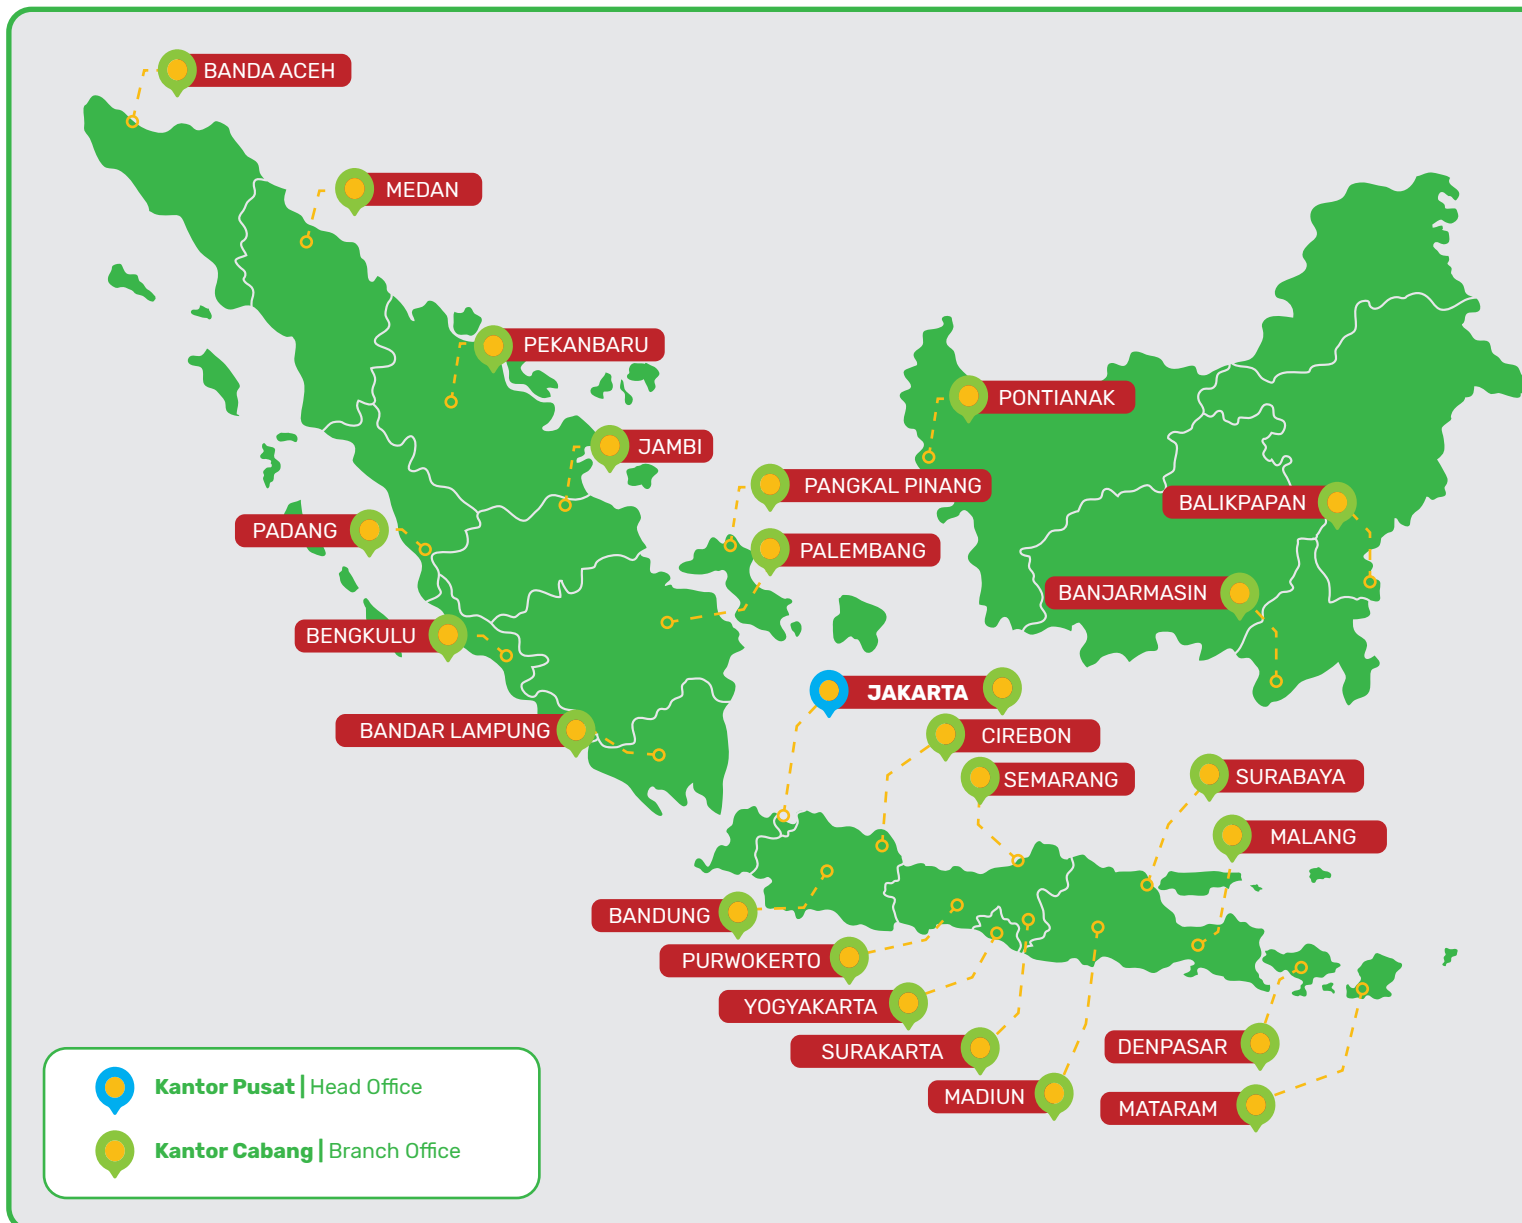 BANDA ACEH
MEDAN
PEKANBARU
PONTIANAK
JAMBI
PANGKAL PINANG
BALIKPAPAN
PADANG
PALEMBANG
BANJARMASIN
BENGKULU
JAKARTA
BANDAR LAMPUNG
CIREBON
SEMARANG
SURABAYA
MALANG
BANDUNG
PURWOKERTO
YOGYAKARTA
SURAKARTA
DENPASAR
MADIUN
MATARAM
Kantor Pusat | Head Office
Kantor Cabang | Branch Office